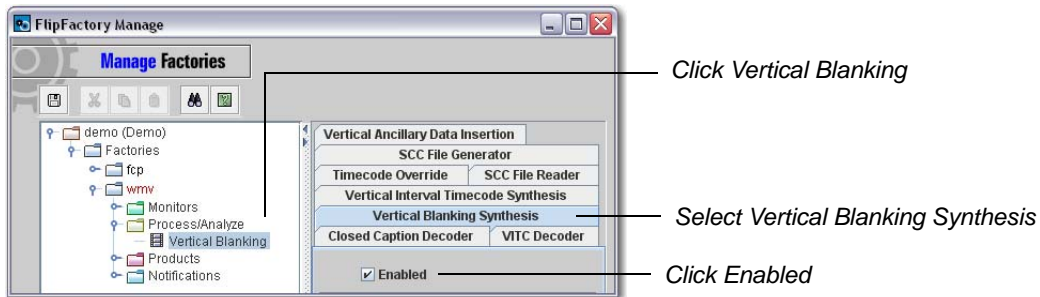 FlipFactory Manage
Manage Factories
demo (Demo)
Factories
fcp
wmv
Monitors
Process/Analyze
Vertical Blanking
Products
Notifications
Vertical Ancillary Data Insertion
SCC File Generator
Timecode Override SCC File Reader
Vertical Interval Timecode Synthesis
Vertical Blanking Synthesis
Closed Caption Decoder VITC Decoder
Enabled
Click Vertical Blanking
Select Vertical Blanking Synthesis
Click Enabled